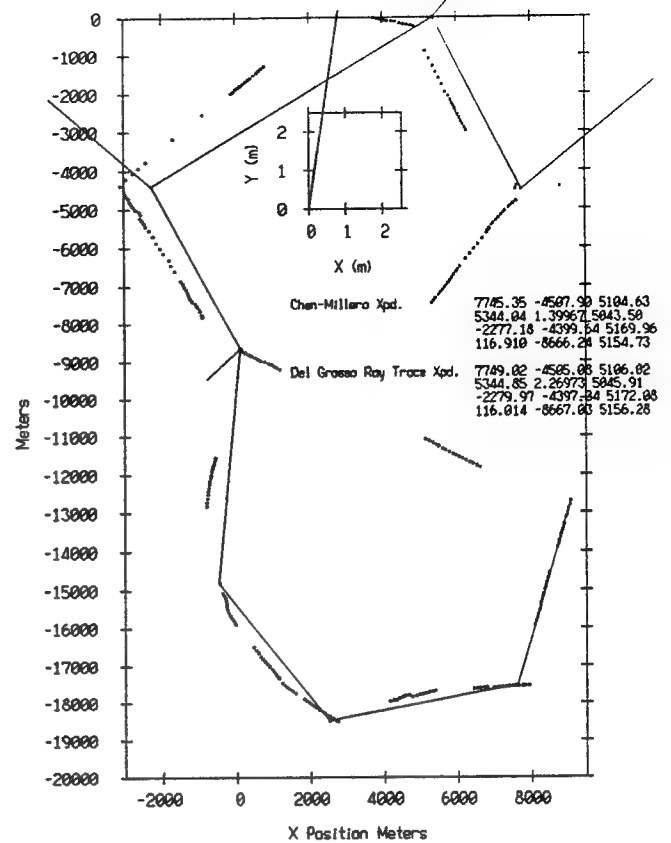 0
-1000
-2000
-3000
-4000
-5000
-6000
-7000
-8000
-9000
-10000
-11000
-12000
-13000
-14000
-15000
-16000
-17000
-18000
-19000
-20000
Meters
2
1
0
Y (m)
0 1 2
X (m)
Chen-Millero Xpd.
7745.35 -4507.90 5104.63
5344.04 1.39967 5043.50
-2277.18 -4399.64 5169.96
116.910 -8666.24 5154.73
Del Grosso Ray Trace Xpd.
7749.02 -4505.08 5106.02
5344.85 2.26973 5045.91
-2279.97 -4397.84 5172.08
116.014 -8667.03 5156.28
-2000 0 2000 4000 6000 8000
X Position Meters